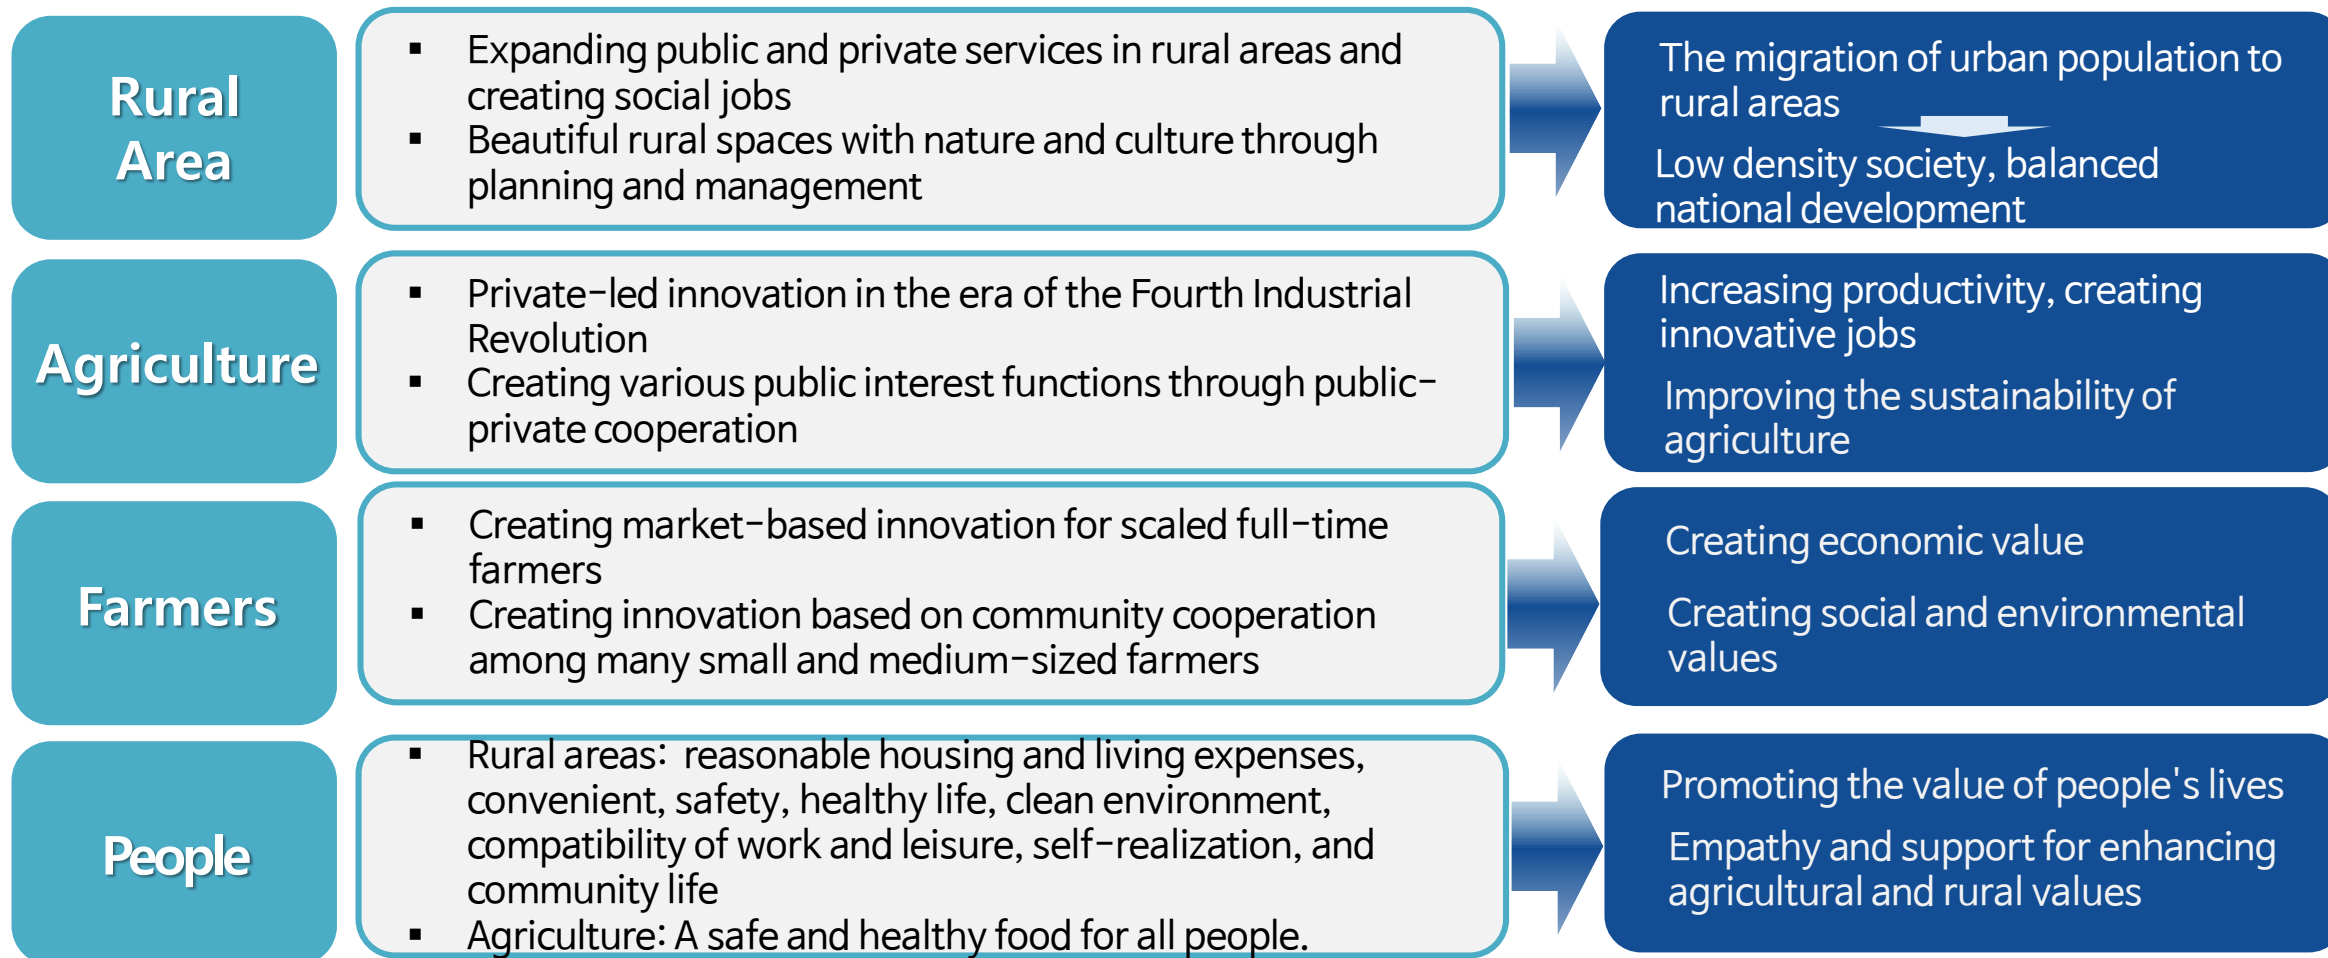 Rural
Area
▪ Expanding public and private services in rural areas and
creating social jobs
▪ Beautiful rural spaces with nature and culture through
planning and management
The migration of urban population to
rural areas
Low density society, balanced
national development
Agriculture
▪ Private-led innovation in the era of the Fourth Industrial
Revolution
▪ Creating various public interest functions through public-
private cooperation
Increasing productivity, creating
innovative jobs
Improving the sustainability of
agriculture
Farmers
▪ Creating market-based innovation for scaled full-time
farmers
▪ Creating innovation based on community cooperation
among many small and medium-sized farmers
Creating economic value
Creating social and environmental
values
People
▪ Rural areas: reasonable housing and living expenses,
convenient, safety, healthy life, clean environment,
compatibility of work and leisure, self-realization, and
community life
▪ Agriculture: A safe and healthy food for all people.
Promoting the value of people's lives
Empathy and support for enhancing
agricultural and rural values